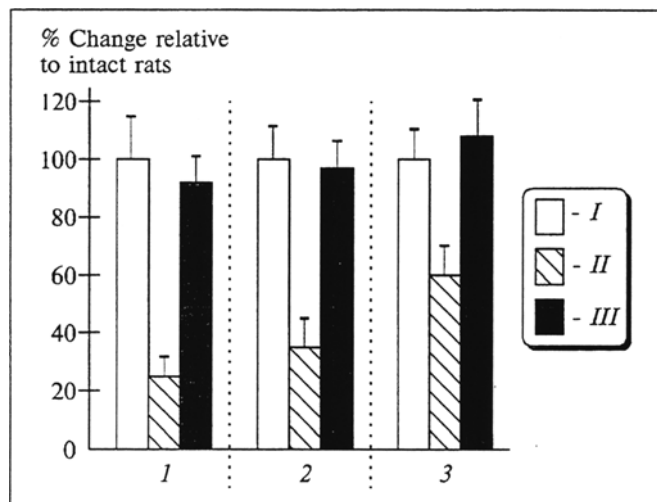 % Change relative
to intact rats
120
100
80
60
40
20
0
1
2
3
- I
- II
- III